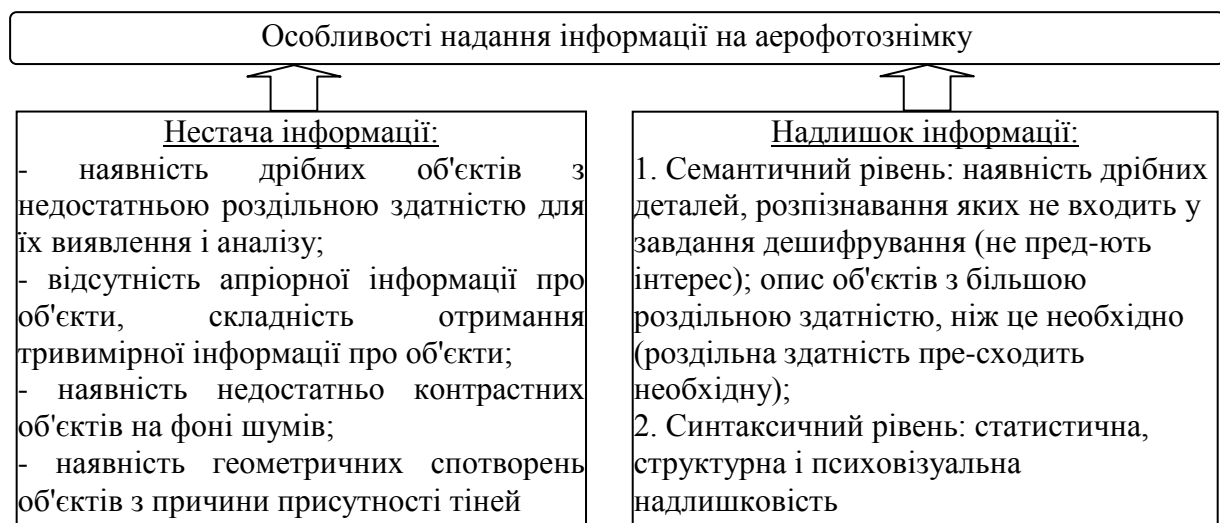 Особливості надання інформації на аерофотознімку
Нестача інформації:
- наявність дрібних об'єктів з
недостатньою роздільною здатністю для
їх виявлення і аналізу;
- відсутність апріорної інформації про
об'єкти, складність отримання
тривимірної інформації про об'єкти;
- наявність недостатньо контрастних
об'єктів на фоні шумів;
- наявність геометричних спотворень
об'єктів з причини присутності тіней
Надлишок інформації:
1. Семантичний рівень: наявність дрібних
деталей, розпізнавання яких не входить у
завдання дешифрування (не пред-ють
інтерес); опис об'єктів з більшою
роздільною здатністю, ніж це необхідно
(роздільна здатність пре-сходить
необхідну);
2. Синтаксичний рівень: статистична,
структурна і психовізуальна
надлишковість